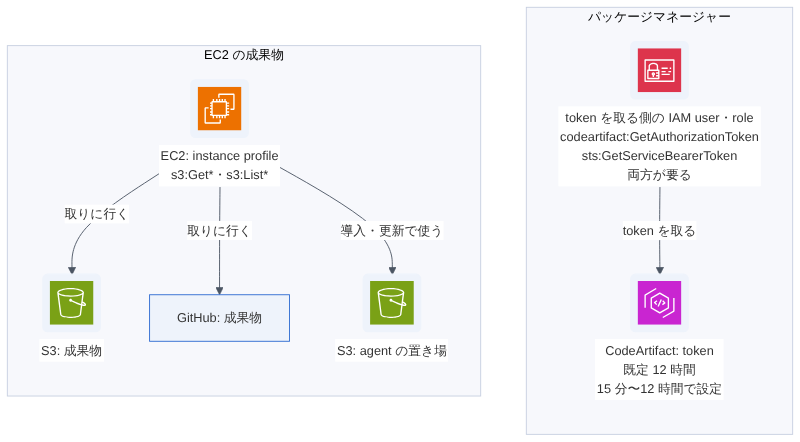 EC2 の成果物
EC2: instance profile
s3:Get*・s3:List*
取りに行く
取りに行く
導入・更新で使う
S3: 成果物
GitHub: 成果物
S3: agent の置き場
パッケージマネージャー
token を取る側の IAM user・role
codeartifact:GetAuthorizationToken
sts:GetServiceBearerToken
両方が要る
token を取る
CodeArtifact: token
既定 12 時間
15 分〜12 時間で設定